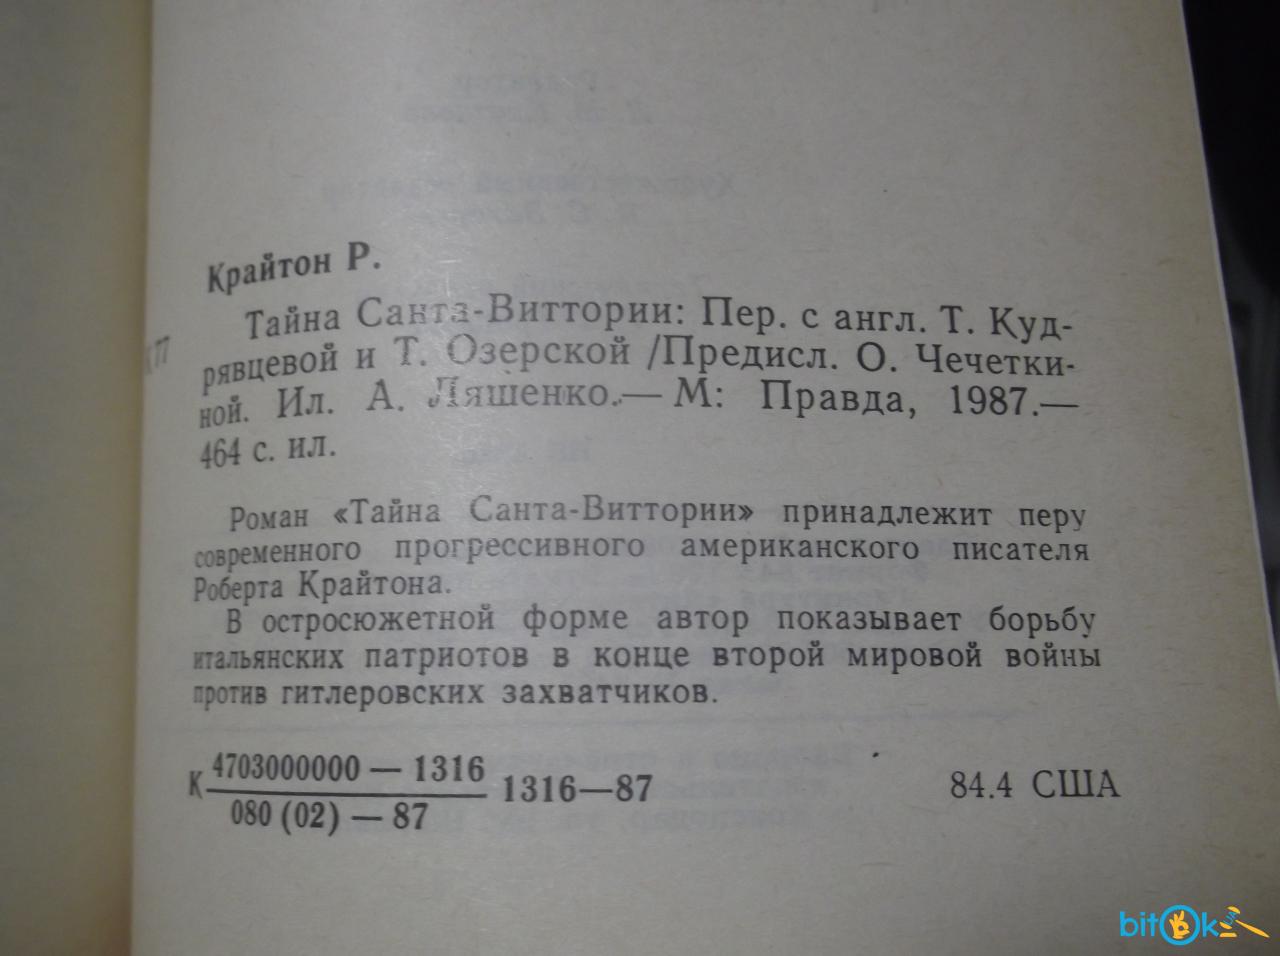 Крайтон Р.
К 77
Тайна Санта-Виттории: Пер. с англ. Т. Куд-
рявцевой и Т. Озерской /Предисл. О. Чечетки-
ной. Ил. А. Ляшенко.— М: Правда, 1987.—
464 с. ил.
Роман «Тайна Санта-Виттории» принадлежит перу
современного прогрессивного американского писателя
Роберта Крайтона.
В остросюжетной форме автор показывает борьбу
итальянских патриотов в конце второй мировой войны
против гитлеровских захватчиков.
К 4703000000 — 1316
080 (02) — 87
1316—87
84.4 США
bitOk